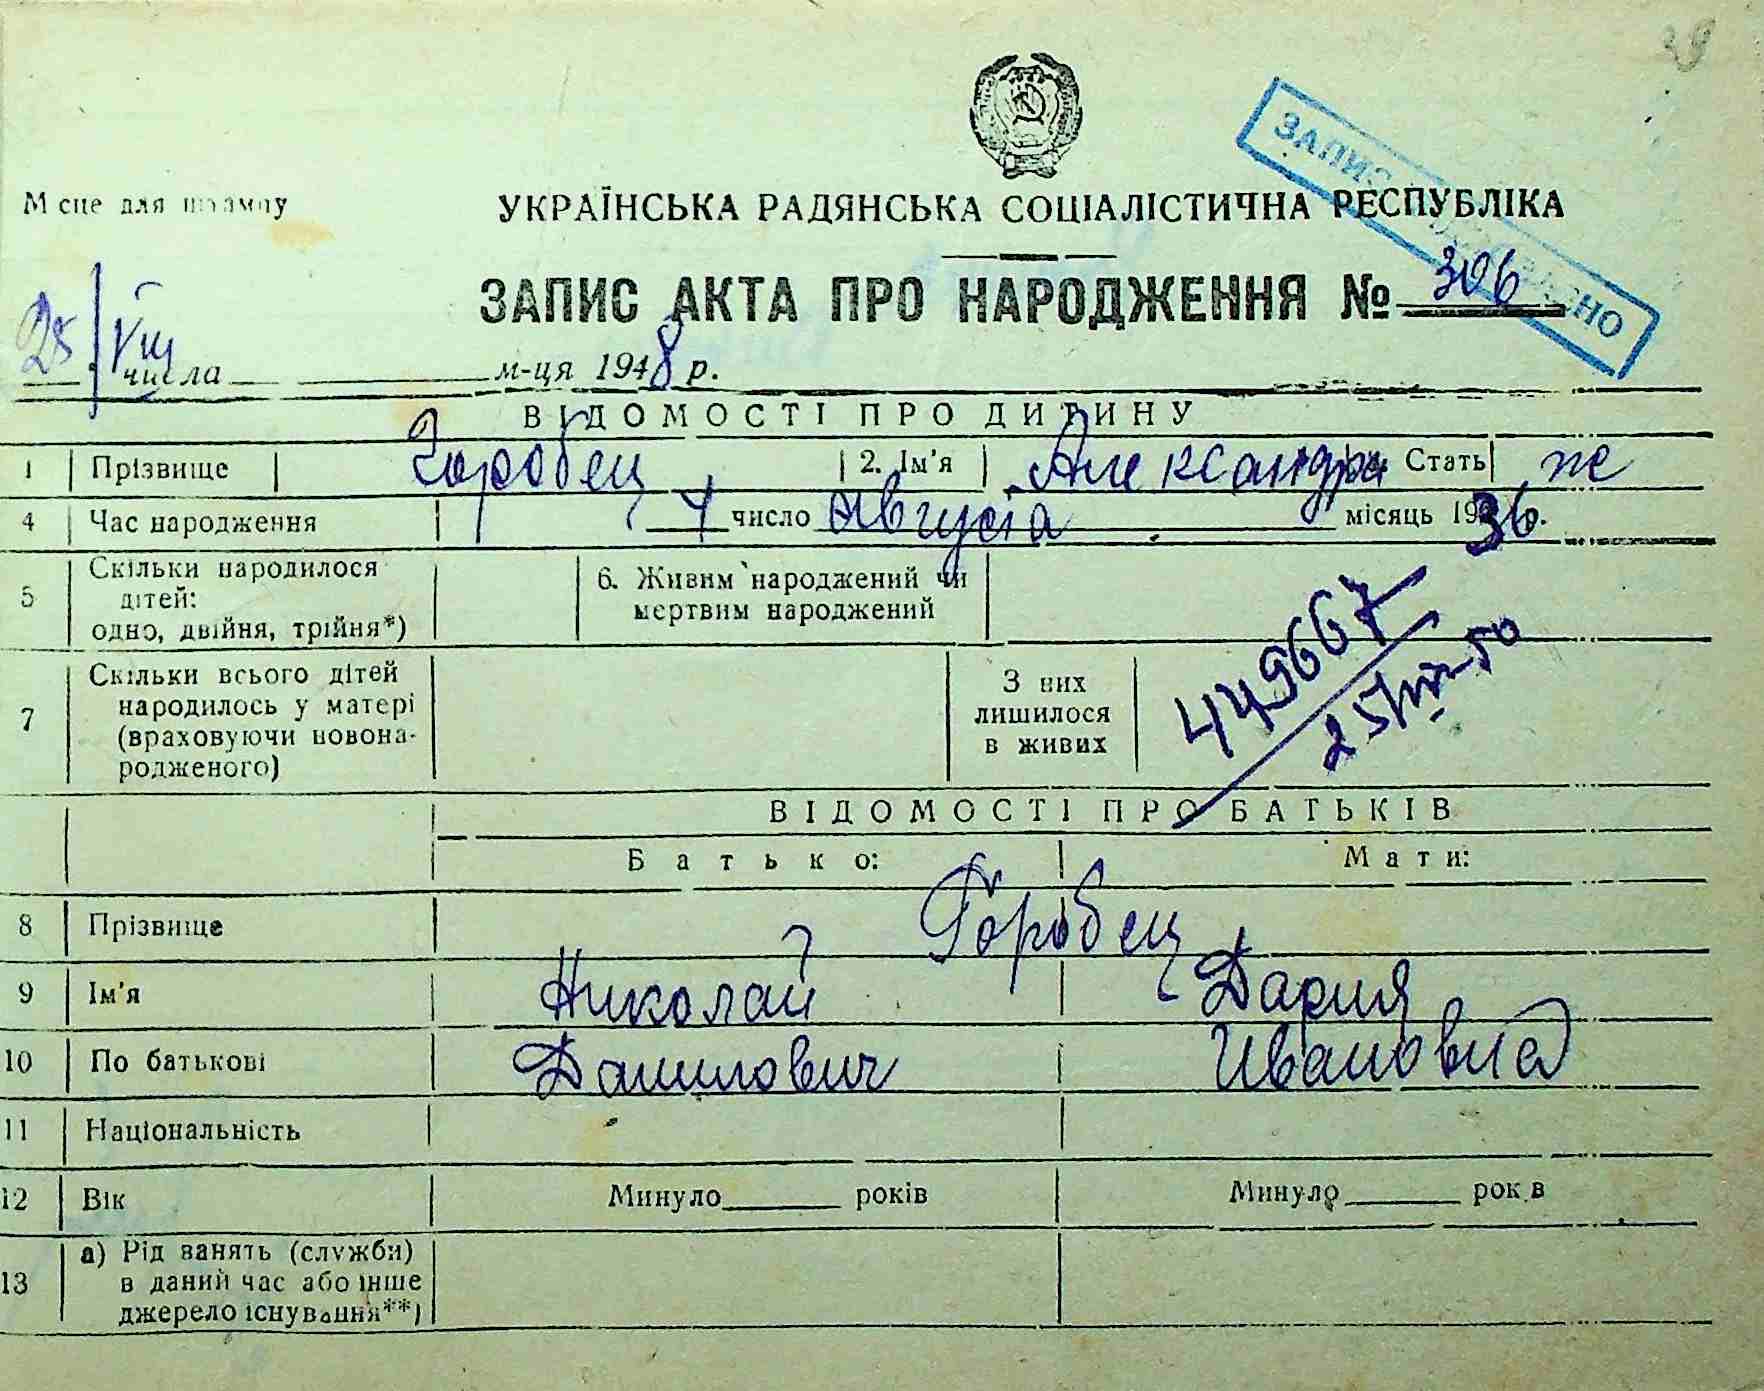 39
Місце для штампу
УКРАЇНСЬКА РАДЯНСЬКА СОЦІАЛІСТИЧНА РЕСПУБЛІКА
ЗАПИС АКТА ПРО НАРОДЖЕННЯ № 306
25/VIII числа м-ця 1948 р.
ВІДОМОСТІ ПРО ДИТИНУ
1 Прізвище Горобец 2. Ім'я Александра Стать ж
4 Час народження 4 число Августа місяць 1936.
5 Скільки народилося дітей: одно, двійня, трійня*) 6. Живим народжений чи мертвим народжений
7 Скільки всього дітей народилось у матері (враховуючи новонародженого) З них лишилося в живих
449667
25/VIII-50
ВІДОМОСТІ ПРО БАТЬКІВ
Батько: Мати:
8 Прізвище Горобец
9 Ім'я Николай Дария
10 По батькові Данилович Ивановна
11 Національність
12 Вік Минуло років Минуло років
13 а) Рід занять (служби) в даний час або інше джерело існування**)